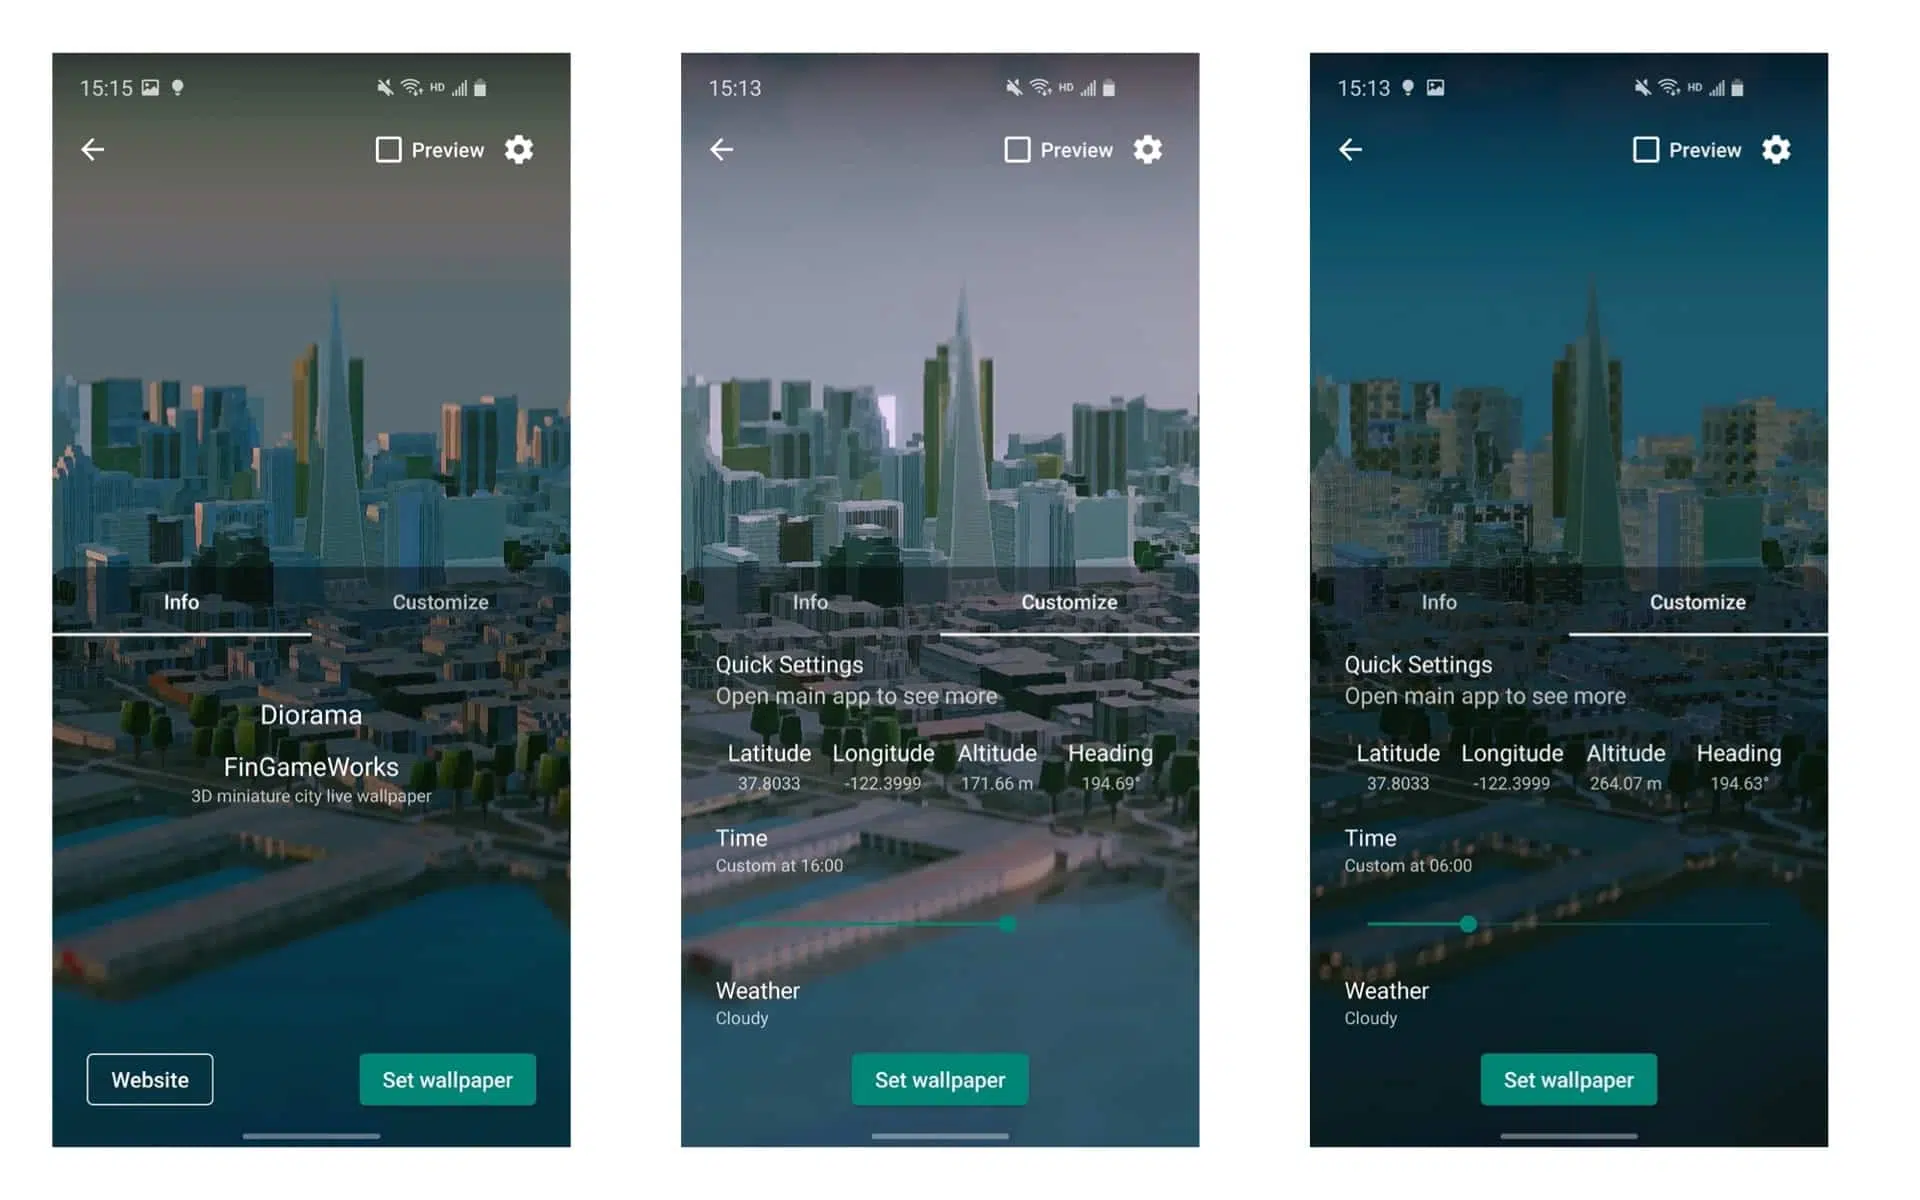 15:15
HD
Preview
Info
Customize
Diorama
FinGameWorks
3D miniature city live wallpaper
Website
Set wallpaper
15:13
HD
Preview
Info
Customize
Quick Settings
Open main app to see more
Latitude Longitude Altitude Heading
37.8033 -122.3999 171.66 m 194.69°
Time
Custom at 16:00
Weather
Cloudy
Set wallpaper
15:13
HD
Preview
Info
Customize
Quick Settings
Open main app to see more
Latitude Longitude Altitude Heading
37.8033 -122.3999 264.07 m 194.63°
Time
Custom at 06:00
Weather
Cloudy
Set wallpaper